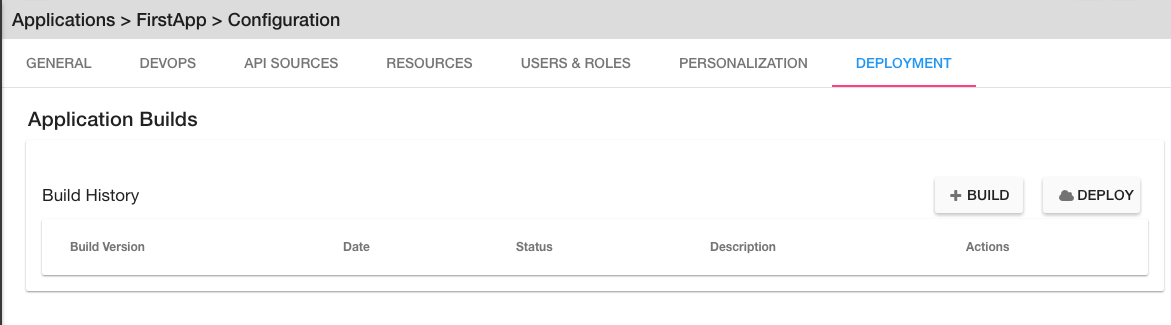 Applications > FirstApp > Configuration
GENERAL DEVOPS API SOURCES RESOURCES USERS & ROLES PERSONALIZATION DEPLOYMENT
Application Builds
Build History + BUILD DEPLOY
Build Version Date Status Description Actions